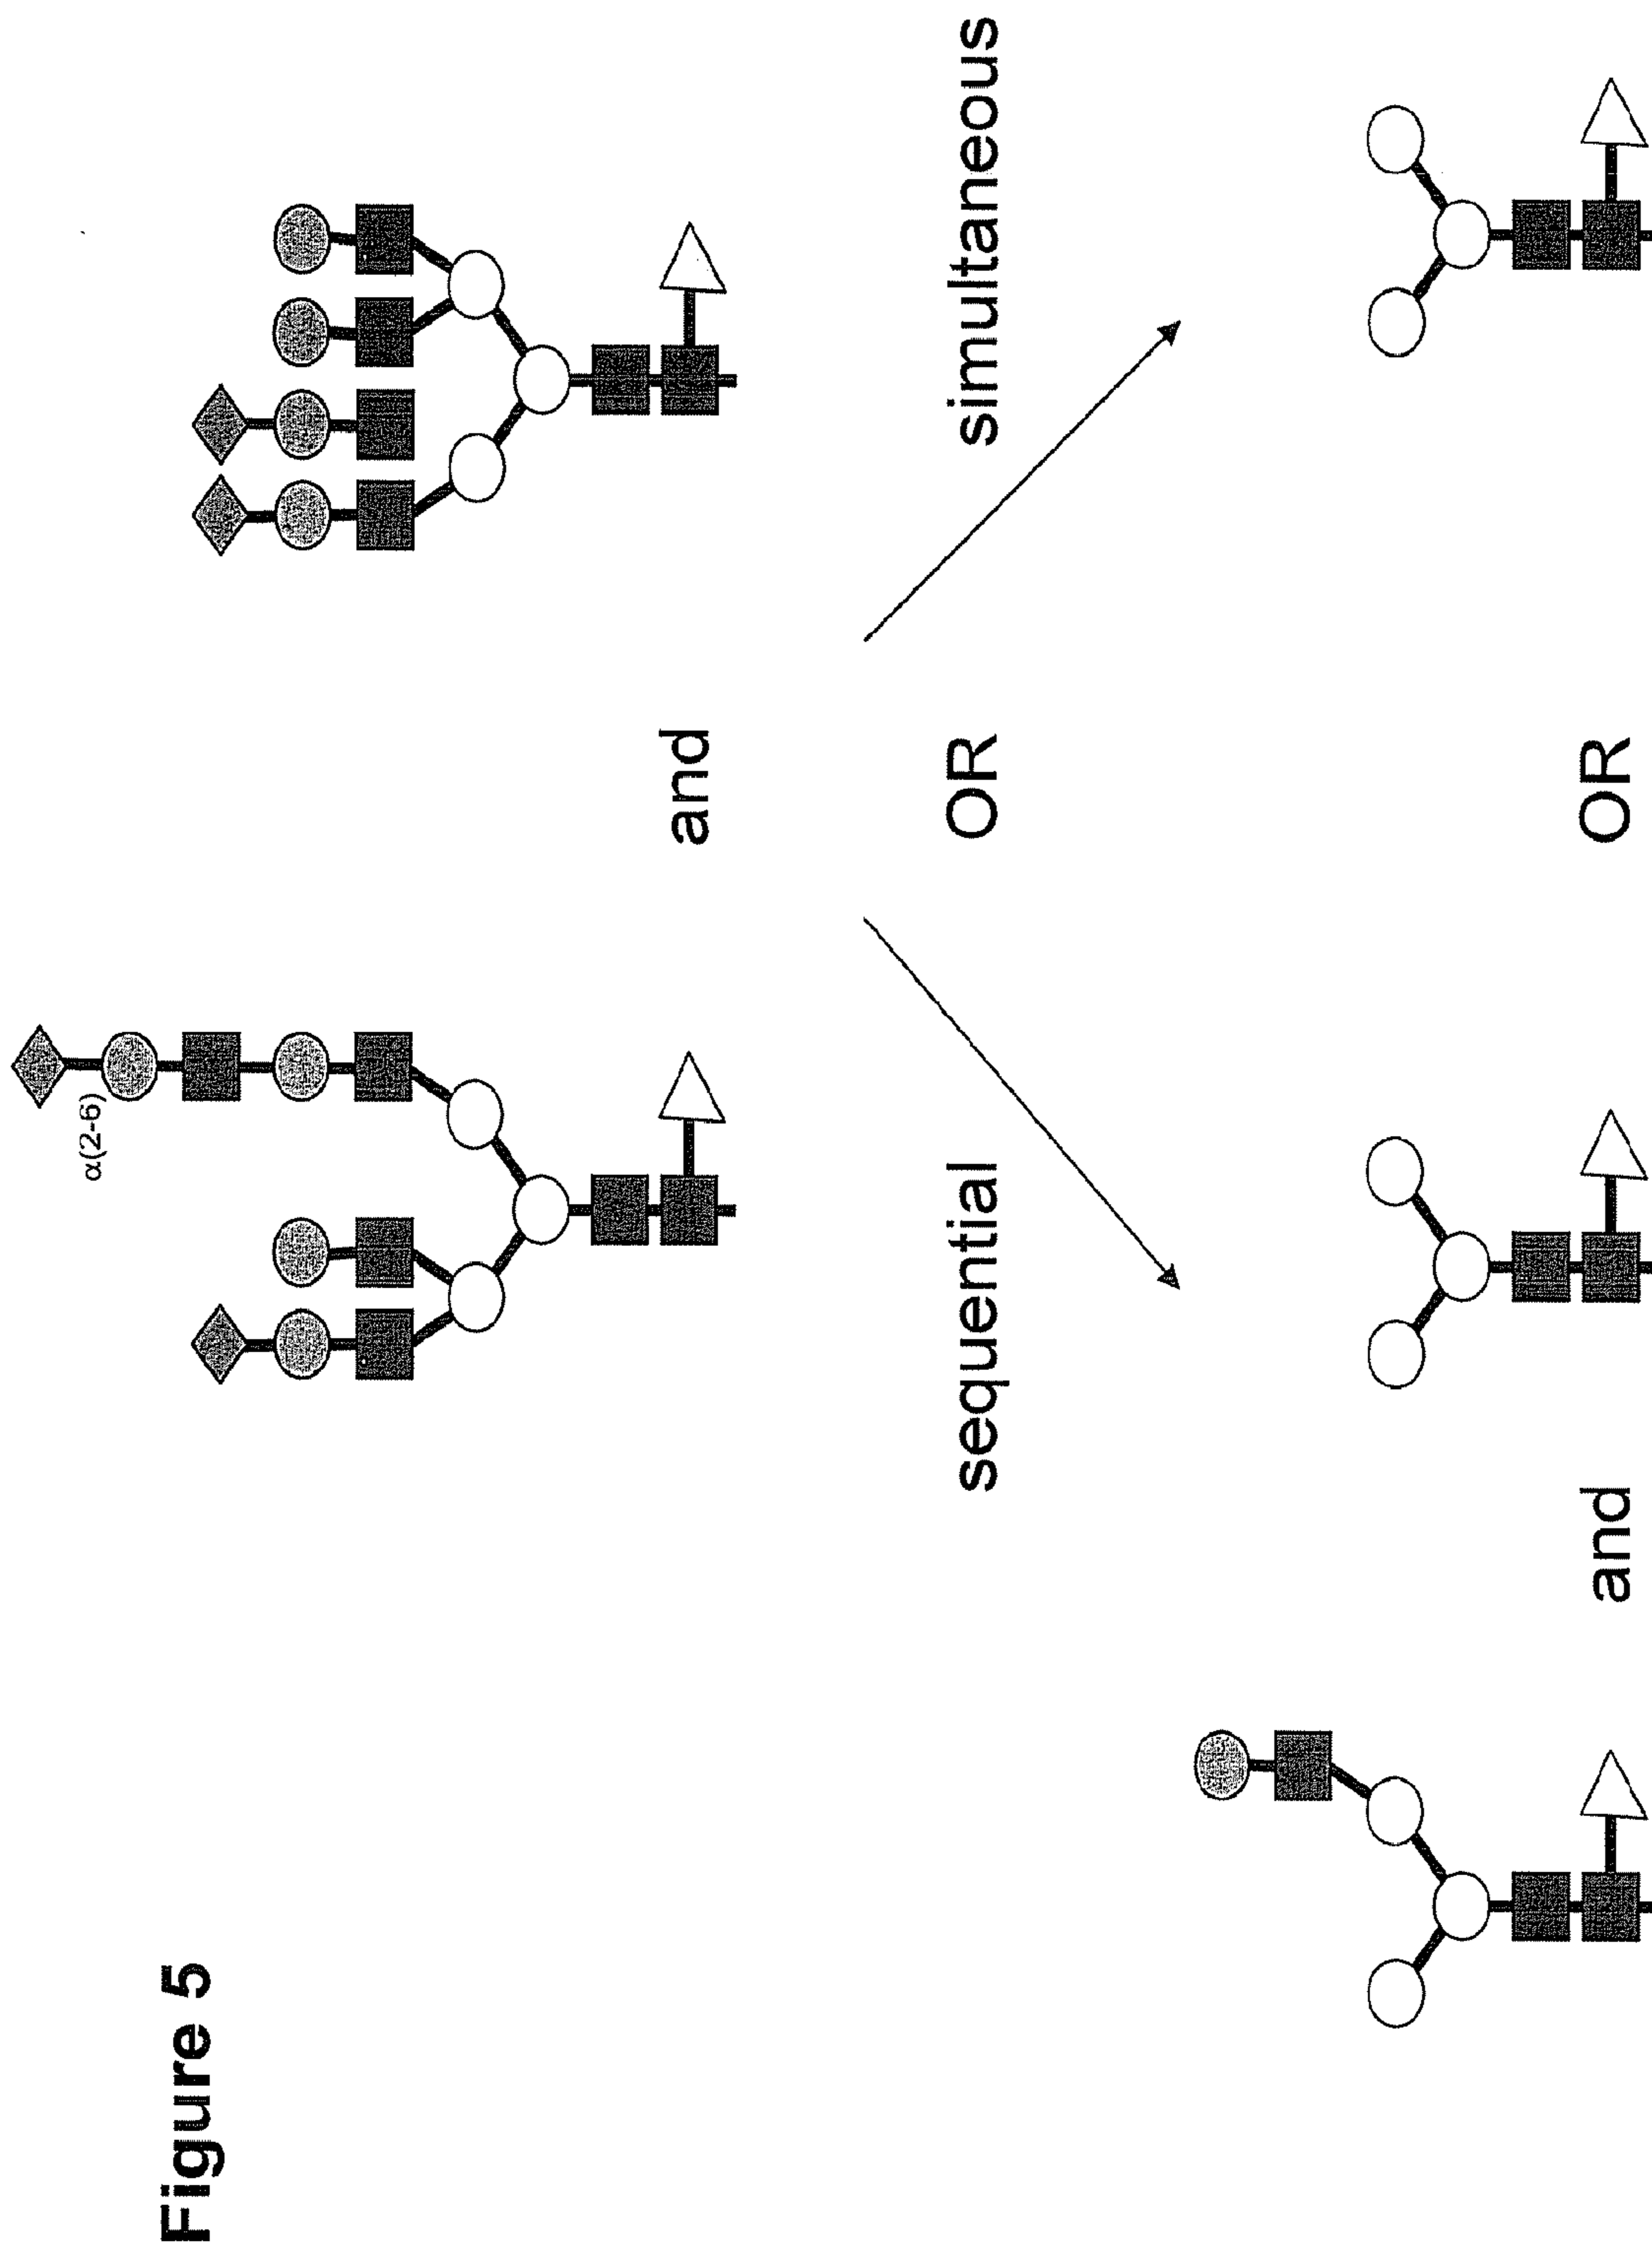 Figure 5
α(2-6)
and
sequential
OR
simultaneous
and
OR